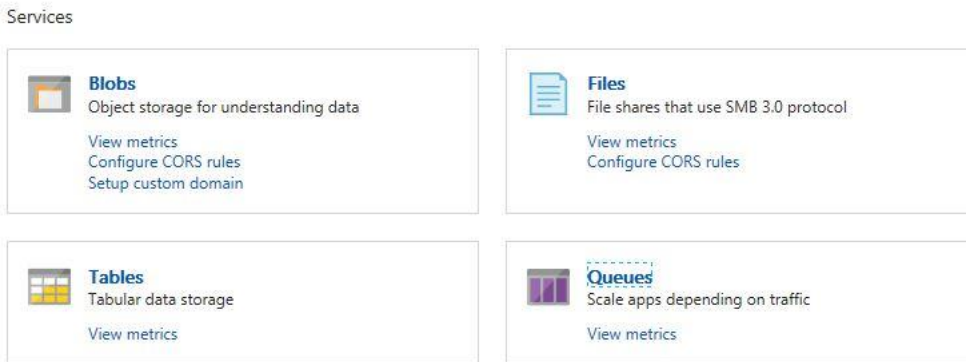 Services
Blobs
Object storage for understanding data
View metrics
Configure CORS rules
Setup custom domain
Files
File shares that use SMB 3.0 protocol
View metrics
Configure CORS rules
Tables
Tabular data storage
View metrics
Queues
Scale apps depending on traffic
View metrics